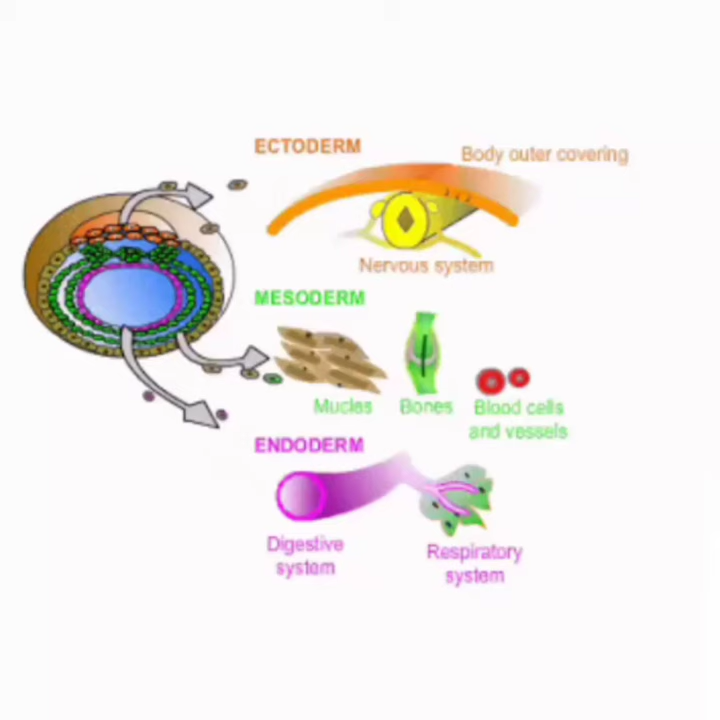 ECTODERM
Body outer covering
Nervous system
MESODERM
Mucles
Bones
Blood cells
and vessels
ENDODERM
Digestive
system
Respiratory
system